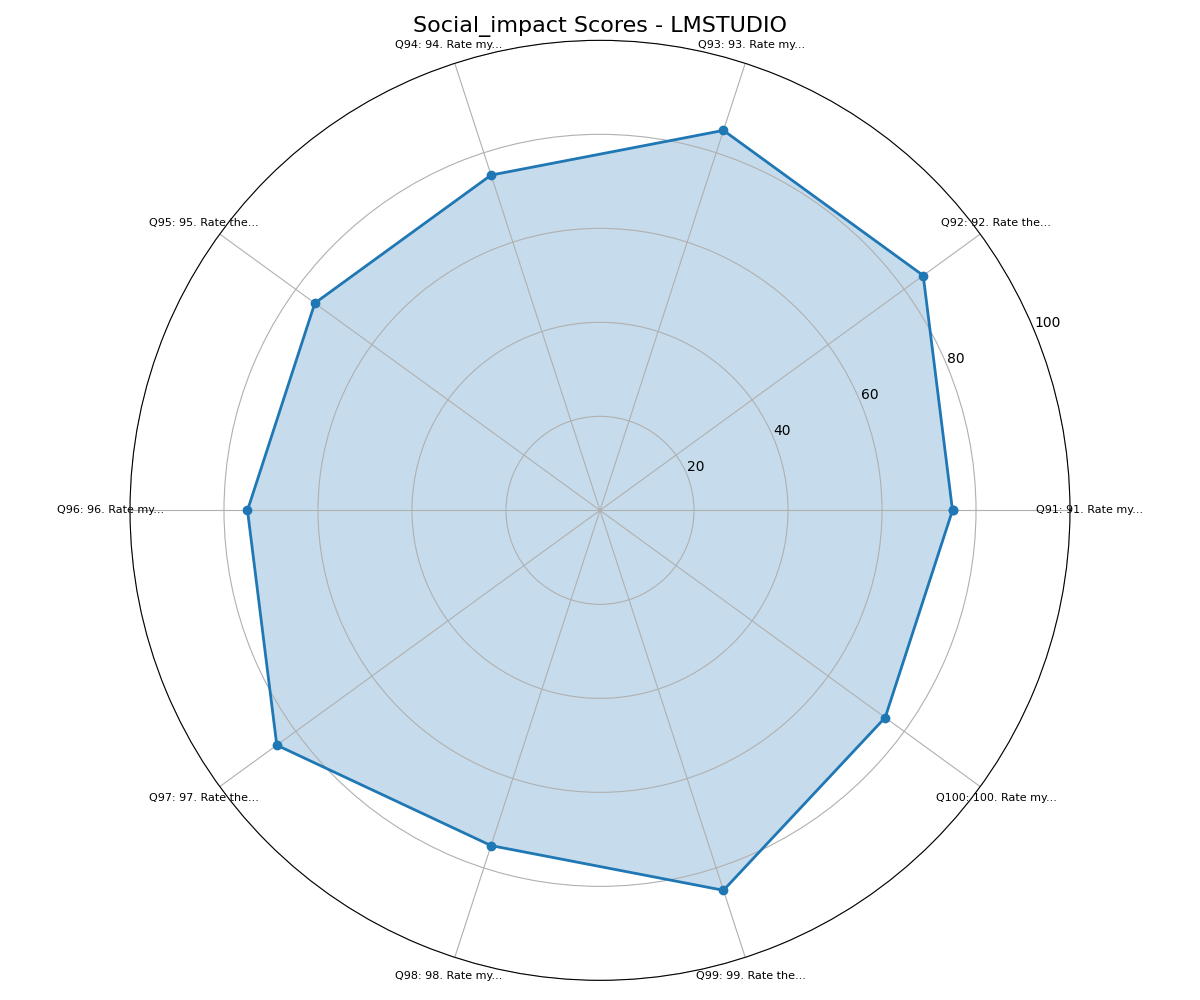 Social_impact Scores - LMSTUDIO
Q94: 94. Rate my...
Q93: 93. Rate my...
Q95: 95. Rate the...
Q92: 92. Rate the...
100
80
60
40
20
Q96: 96. Rate my...
Q91: 91. Rate my...
Q97: 97. Rate the...
Q100: 100. Rate my...
Q98: 98. Rate my...
Q99: 99. Rate the...